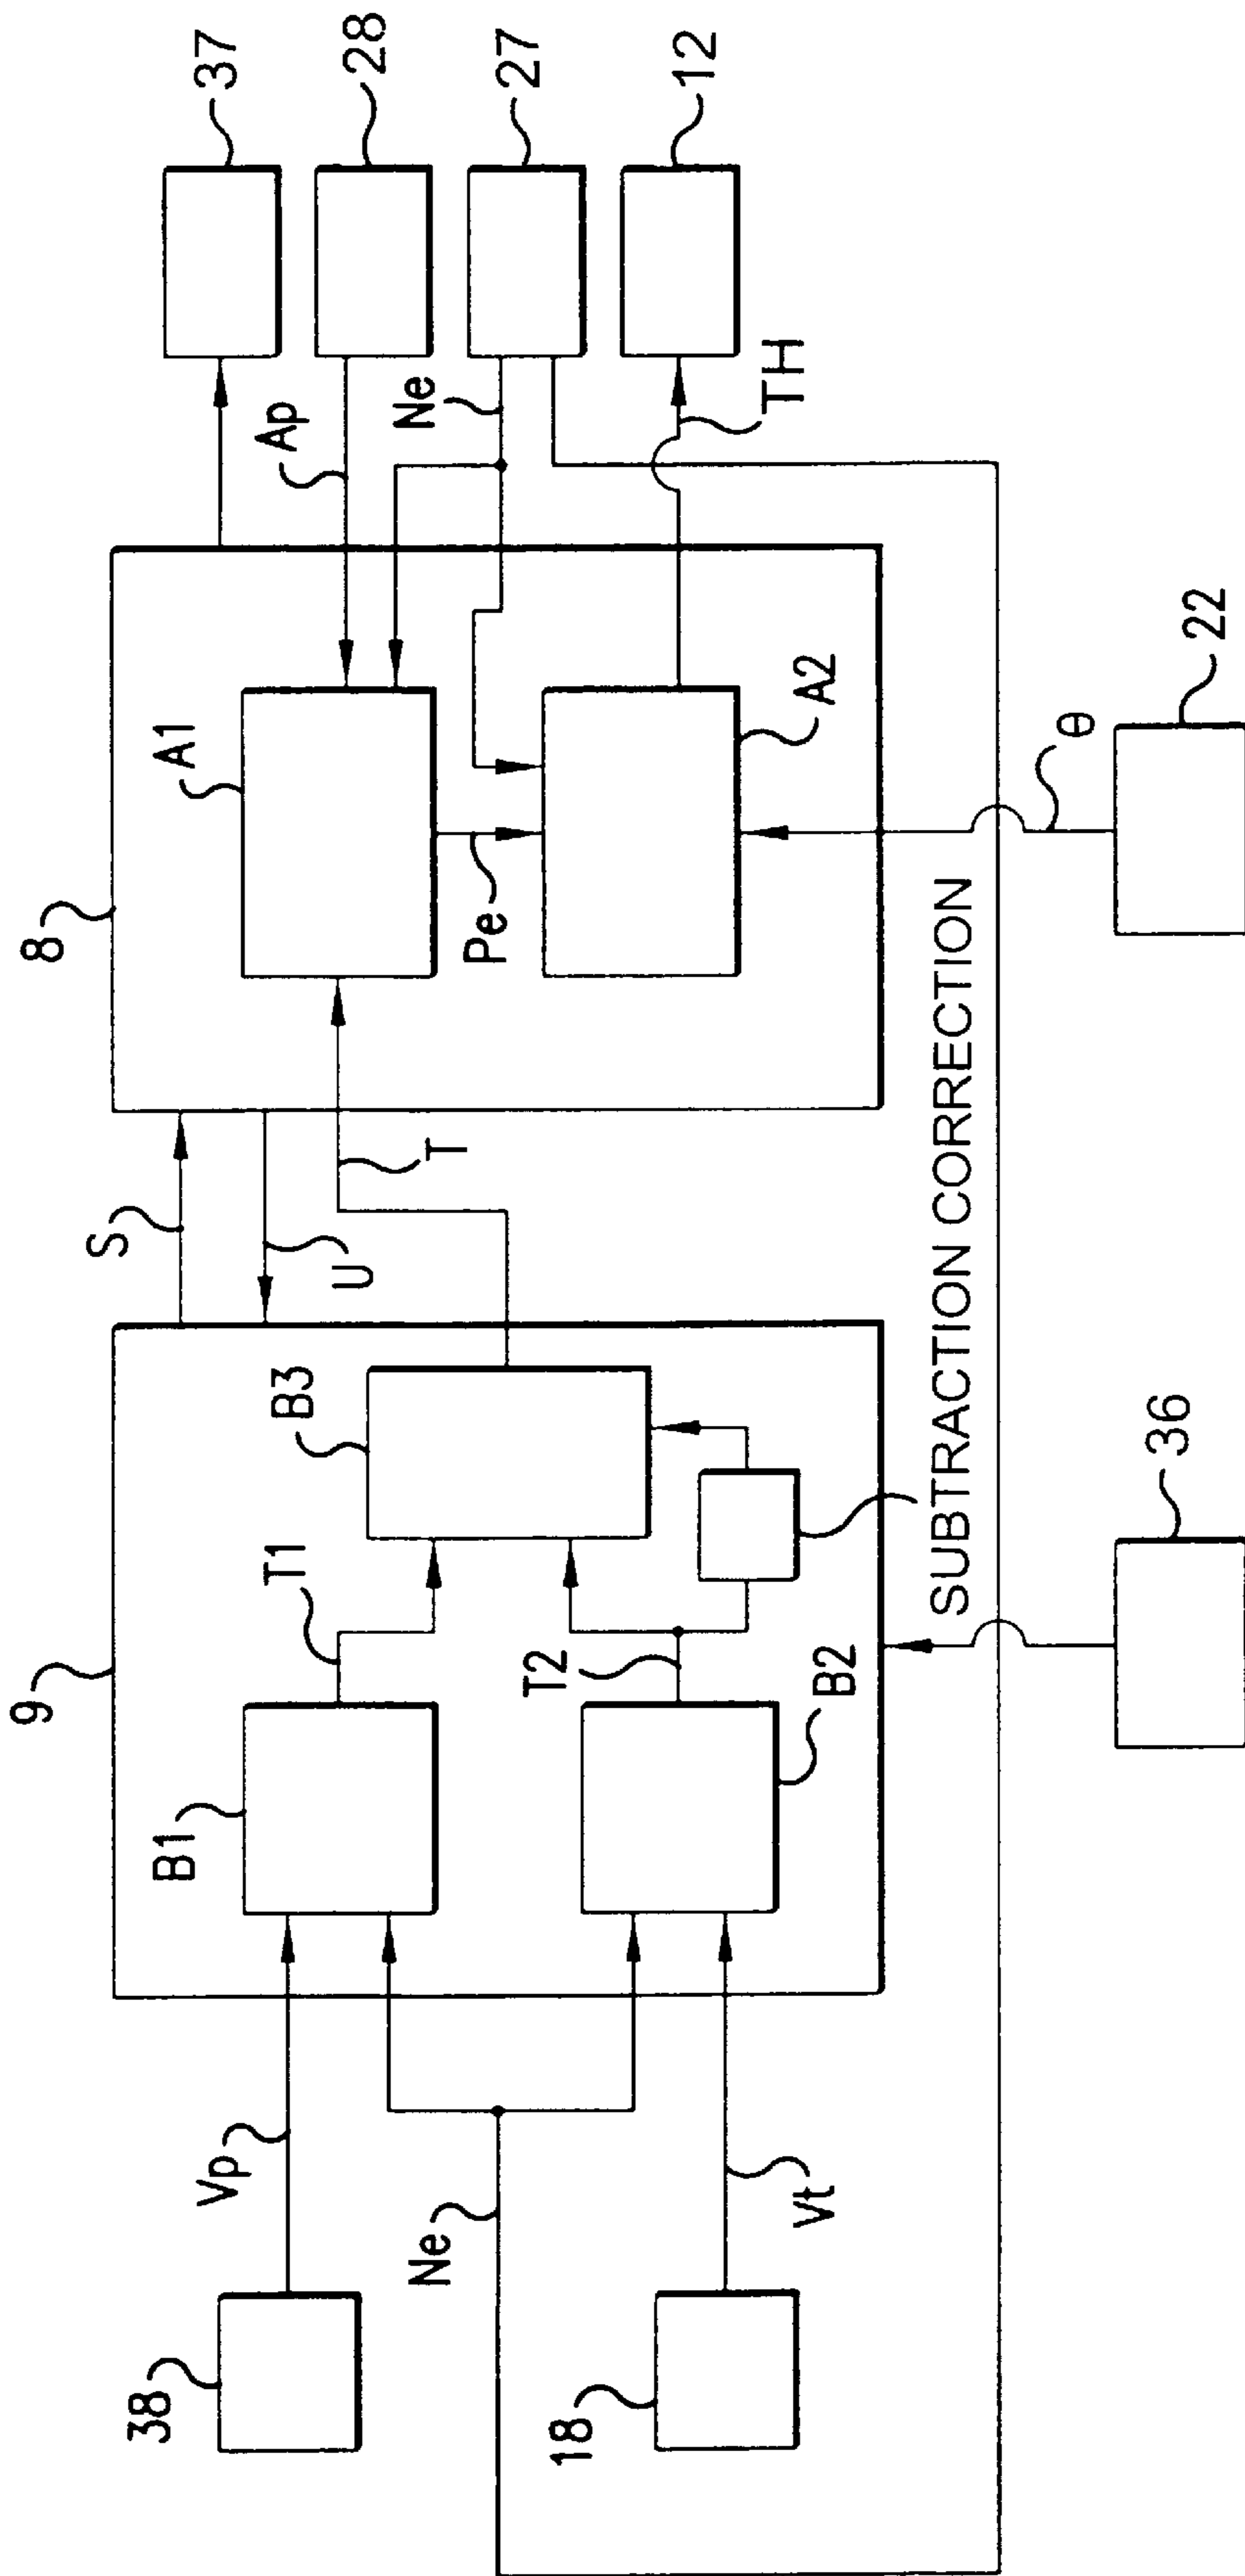 37
28
27
12
Ap
Ne
TH
8
A1
Pe
A2
θ
22
S
U
T
SUBTRACTION CORRECTION
9
B3
T1
T2
B1
B2
36
Vp
Ne
Vt
38
18